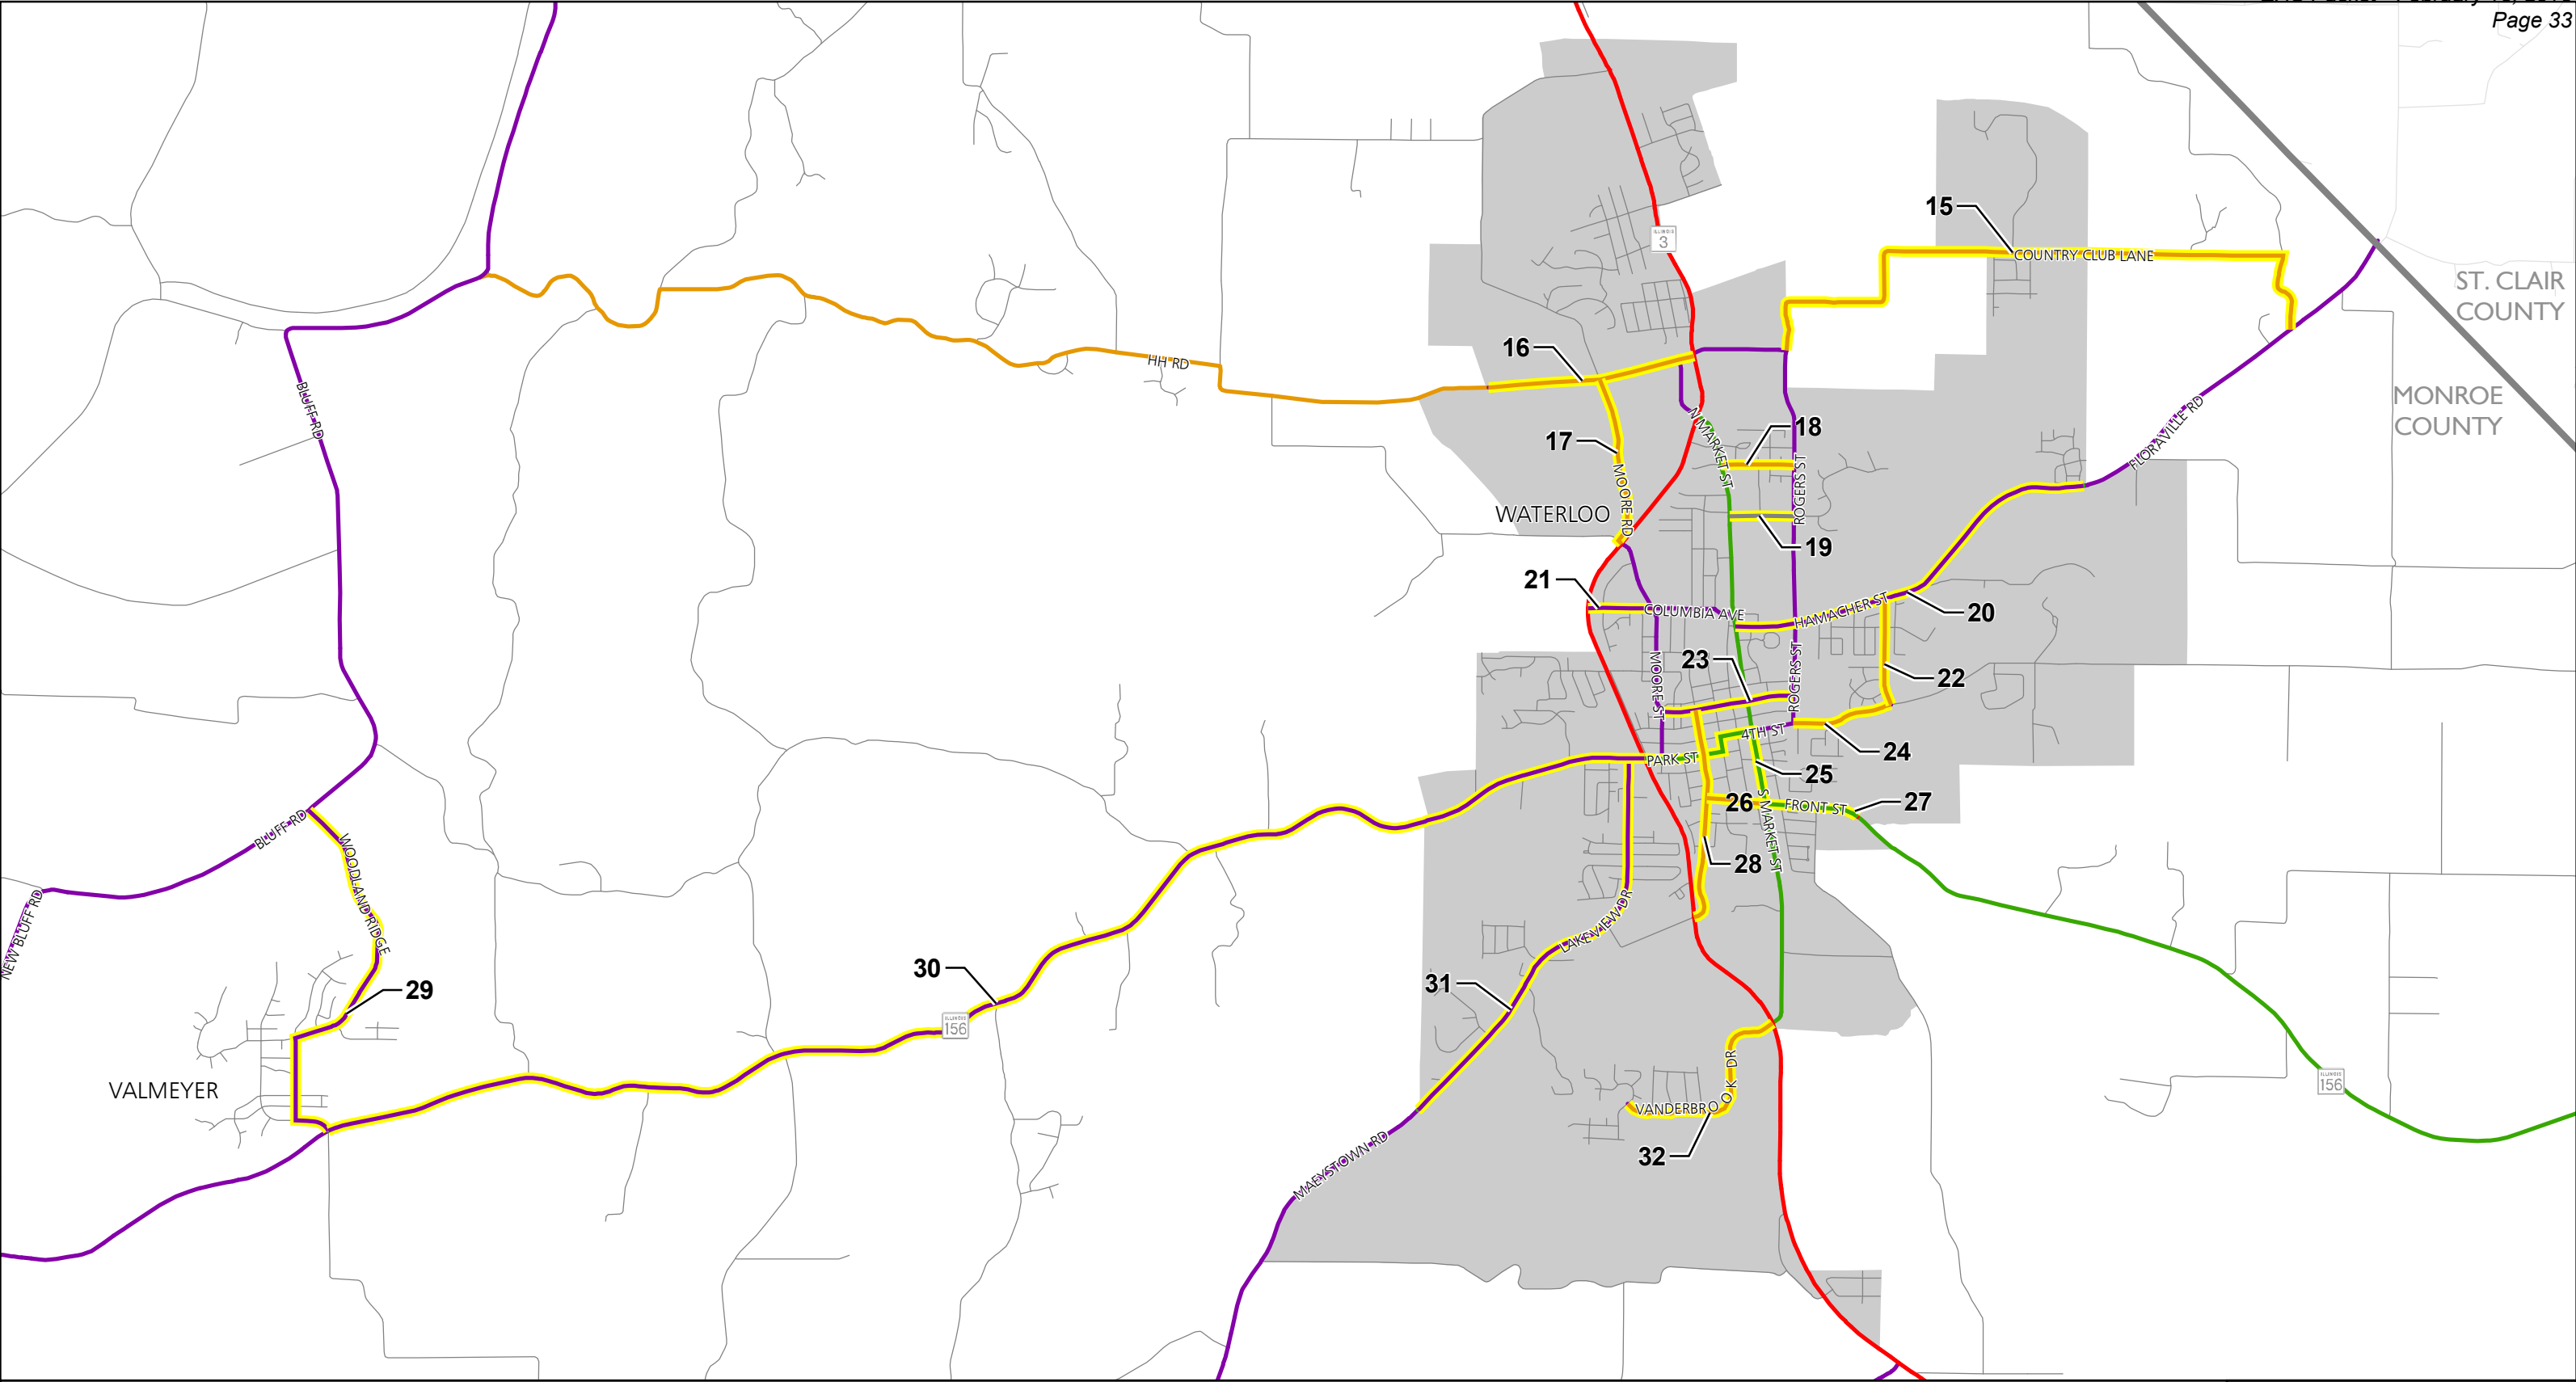 Page 33
15
COUNTRY CLUB LANE
ILLINOIS
3
ST. CLAIR
COUNTY
16
HH RD
BLUFF RD
MONROE
COUNTY
N MARKET ST
18
FLORAVILLE RD
17
MOORE RD
ROGERS ST
WATERLOO
19
21
COLUMBIA AVE
HAMACHER ST
20
23
MOORE ST
ROGERS ST
22
4TH ST
24
PARK ST
25
26
S MARKET ST
FRONT ST
27
BLUFF RD
WOODLAND RIDGE
28
NEW BLUFF RD
LAKEVIEW DR
30
31
29
ILLINOIS
156
VALMEYER
ILLINOIS
156
VANDERBROOK DR
MAEYSTOWN RD
32